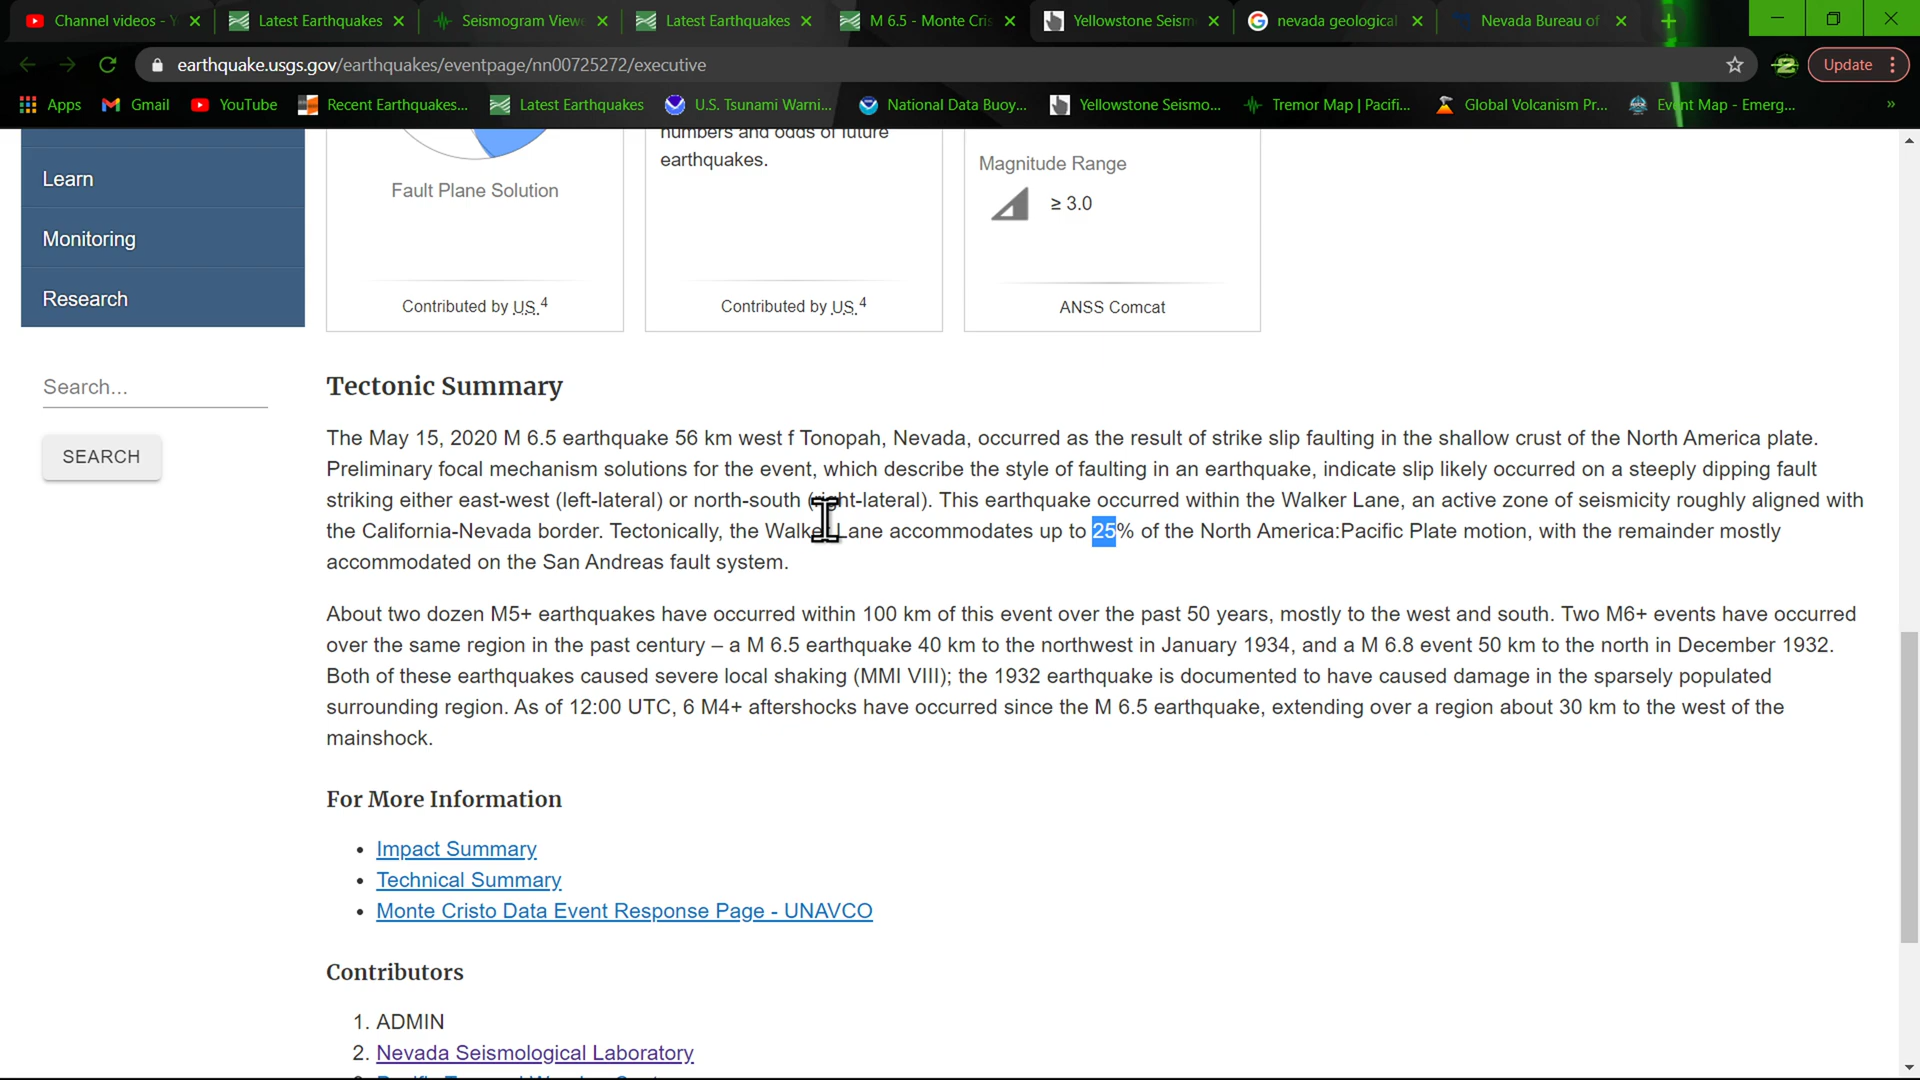 Channel videos - Y
Latest Earthquakes
Seismogram Viewe
Latest Earthquakes
M 6.5 - Monte Cris
Yellowstone Seism
nevada geological
Nevada Bureau of
earthquake.usgs.gov/earthquakes/eventpage/nn00725272/executive
Update
Apps
Gmail
YouTube
Recent Earthquakes...
Latest Earthquakes
U.S. Tsunami Warni...
National Data Buoy...
Yellowstone Seismo...
Tremor Map | Pacifi...
Global Volcanism Pr...
Event Map - Emerg...
»
Learn
Monitoring
Research
Search...
SEARCH
Fault Plane Solution
Contributed by US 4
numbers and odds of future
earthquakes.
Contributed by US 4
Magnitude Range
≥ 3.0
ANSS Comcat
Tectonic Summary
The May 15, 2020 M 6.5 earthquake 56 km west f Tonopah, Nevada, occurred as the result of strike slip faulting in the shallow crust of the North America plate.
Preliminary focal mechanism solutions for the event, which describe the style of faulting in an earthquake, indicate slip likely occurred on a steeply dipping fault
striking either east-west (left-lateral) or north-south (right-lateral). This earthquake occurred within the Walker Lane, an active zone of seismicity roughly aligned with
the California-Nevada border. Tectonically, the Walker Lane accommodates up to 25% of the North America:Pacific Plate motion, with the remainder mostly
accommodated on the San Andreas fault system.
About two dozen M5+ earthquakes have occurred within 100 km of this event over the past 50 years, mostly to the west and south. Two M6+ events have occurred
over the same region in the past century – a M 6.5 earthquake 40 km to the northwest in January 1934, and a M 6.8 event 50 km to the north in December 1932.
Both of these earthquakes caused severe local shaking (MMI VIII); the 1932 earthquake is documented to have caused damage in the sparsely populated
surrounding region. As of 12:00 UTC, 6 M4+ aftershocks have occurred since the M 6.5 earthquake, extending over a region about 30 km to the west of the
mainshock.
For More Information
• Impact Summary
• Technical Summary
• Monte Cristo Data Event Response Page - UNAVCO
Contributors
1. ADMIN
2. Nevada Seismological Laboratory